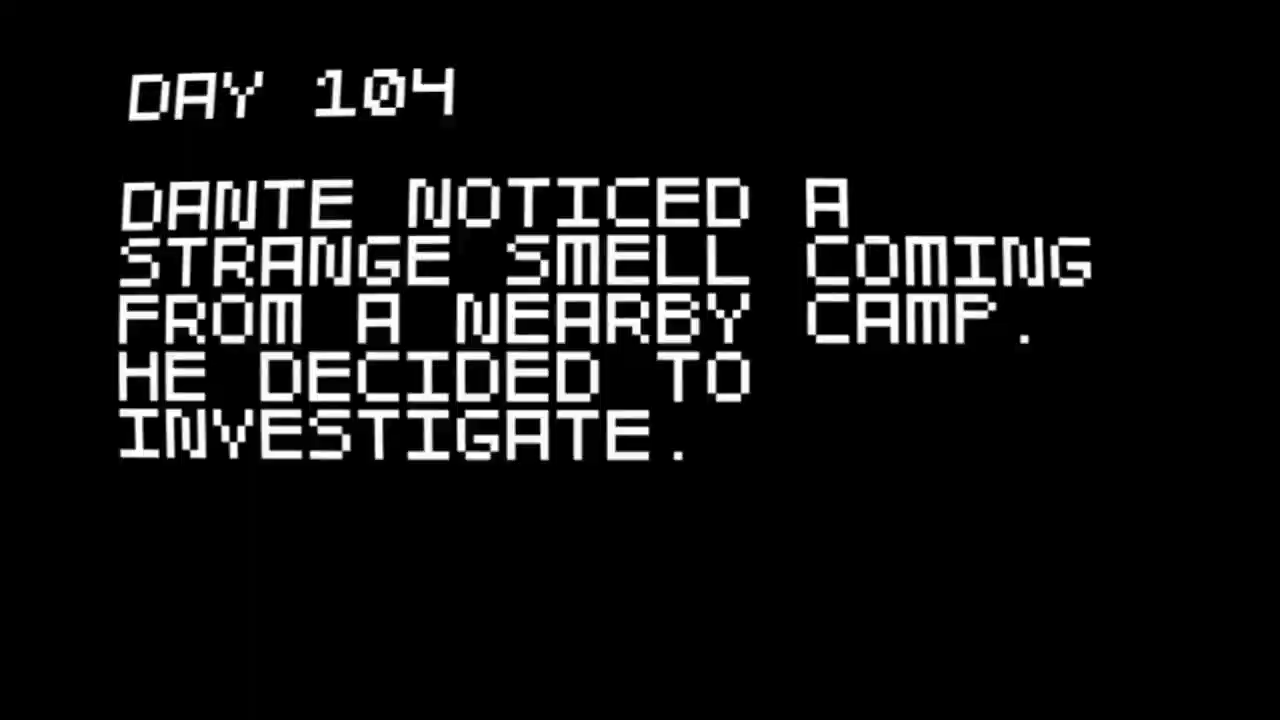 DAY 104
DANTE NOTICED A
STRANGE SMELL COMING
FROM A NEARBY CAMP.
HE DECIDED TO
INVESTIGATE.